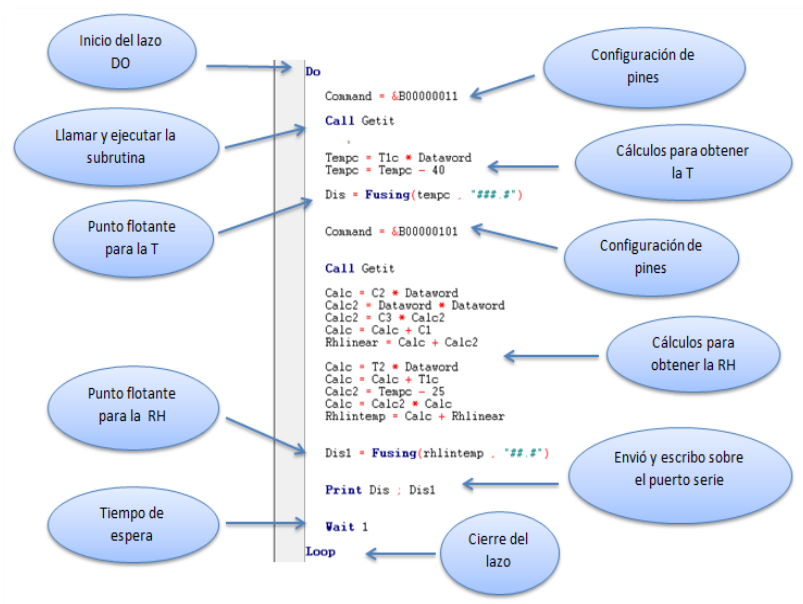 Inicio del lazo
DO
Configuración de
pines
Do
Command = &B00000011
Call Getit
Llamar y ejecutar la
subrutina
'
Tempc = T1c * Dataword
Tempc = Tempc - 40
Cálculos para obtener
la T
Dis = Fusing(tempc , "###.#")
Punto flotante
para la T
Command = &B00000101
Configuración de
pines
Call Getit
Calc = C2 * Dataword
Calc2 = Dataword * Dataword
Calc2 = C3 * Calc2
Calc = Calc + C1
Rhlinear = Calc + Calc2
Cálculos para
obtener la RH
Calc = T2 * Dataword
Calc = Calc + T1c
Calc2 = Tempc - 25
Calc = Calc2 * Calc
Rhlintemp = Calc + Rhlinear
Punto flotante
para la RH
Dis1 = Fusing(rhlintemp , "##.#")
Envió y escribo sobre
el puerto serie
Print Dis ; Dis1
Tiempo de
espera
Wait 1
Loop
Cierre del
lazo